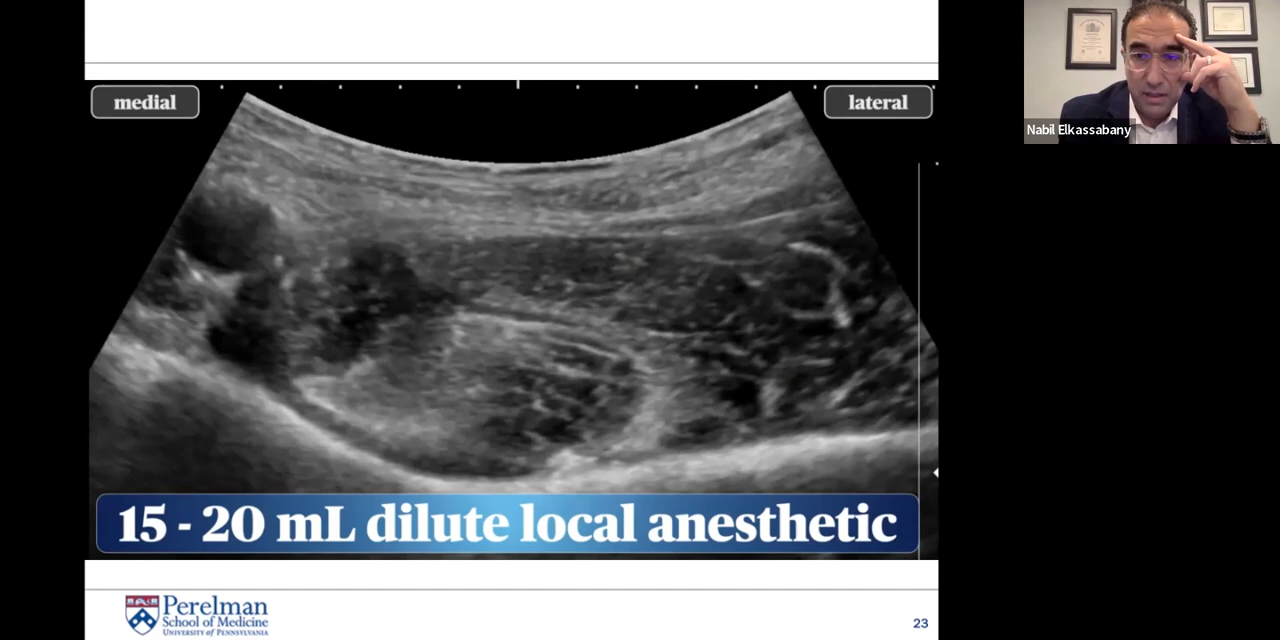 medial
lateral
Nabil Elkassabany
15 - 20 mL dilute local anesthetic
Perelman
School of Medicine
UNIVERSITY of PENNSYLVANIA
23